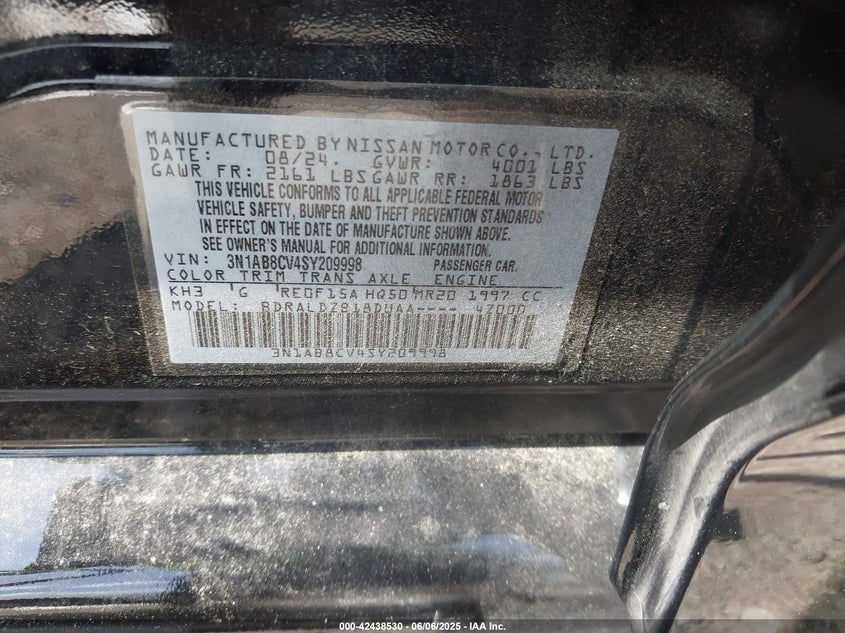 MANUFACTURED BY NISSAN MOTOR CO., LTD.
DATE: 08/24. GVWR: 4001 LBS
GAWR FR: 2161 LBS GAWR RR: 1863 LBS
THIS VEHICLE CONFORMS TO ALL APPLICABLE FEDERAL MOTOR
VEHICLE SAFETY, BUMPER AND THEFT PREVENTION STANDARDS
IN EFFECT ON THE DATE OF MANUFACTURE SHOWN ABOVE.
SEE OWNER'S MANUAL FOR ADDITIONAL INFORMATION.
VIN: 3N1AB8CV4SY209998 PASSENGER CAR.
COLOR TRIM TRANS AXLE ENGINE
KH3 G RE0F15A HQ50 MR20 1997 CC
MODEL: 47000
3N1AB8CV4SY209998
000-42438530 - 06/06/2025 - IAA Inc.